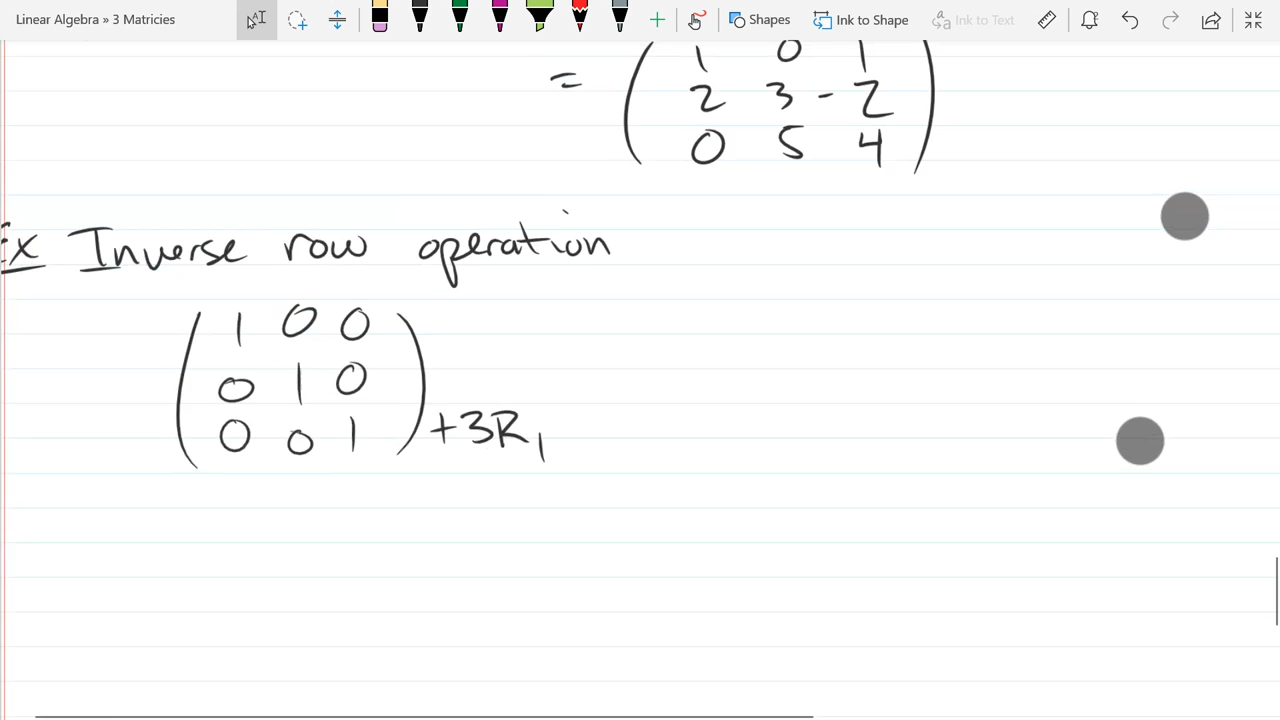 Linear Algebra » 3 Matricies
Shapes
Ink to Shape
Ink to Text
1 0 1
= 2 3 -2
0 5 4
Ex Inverse row operation
1 0 0
0 1 0
0 0 1 +3R₁